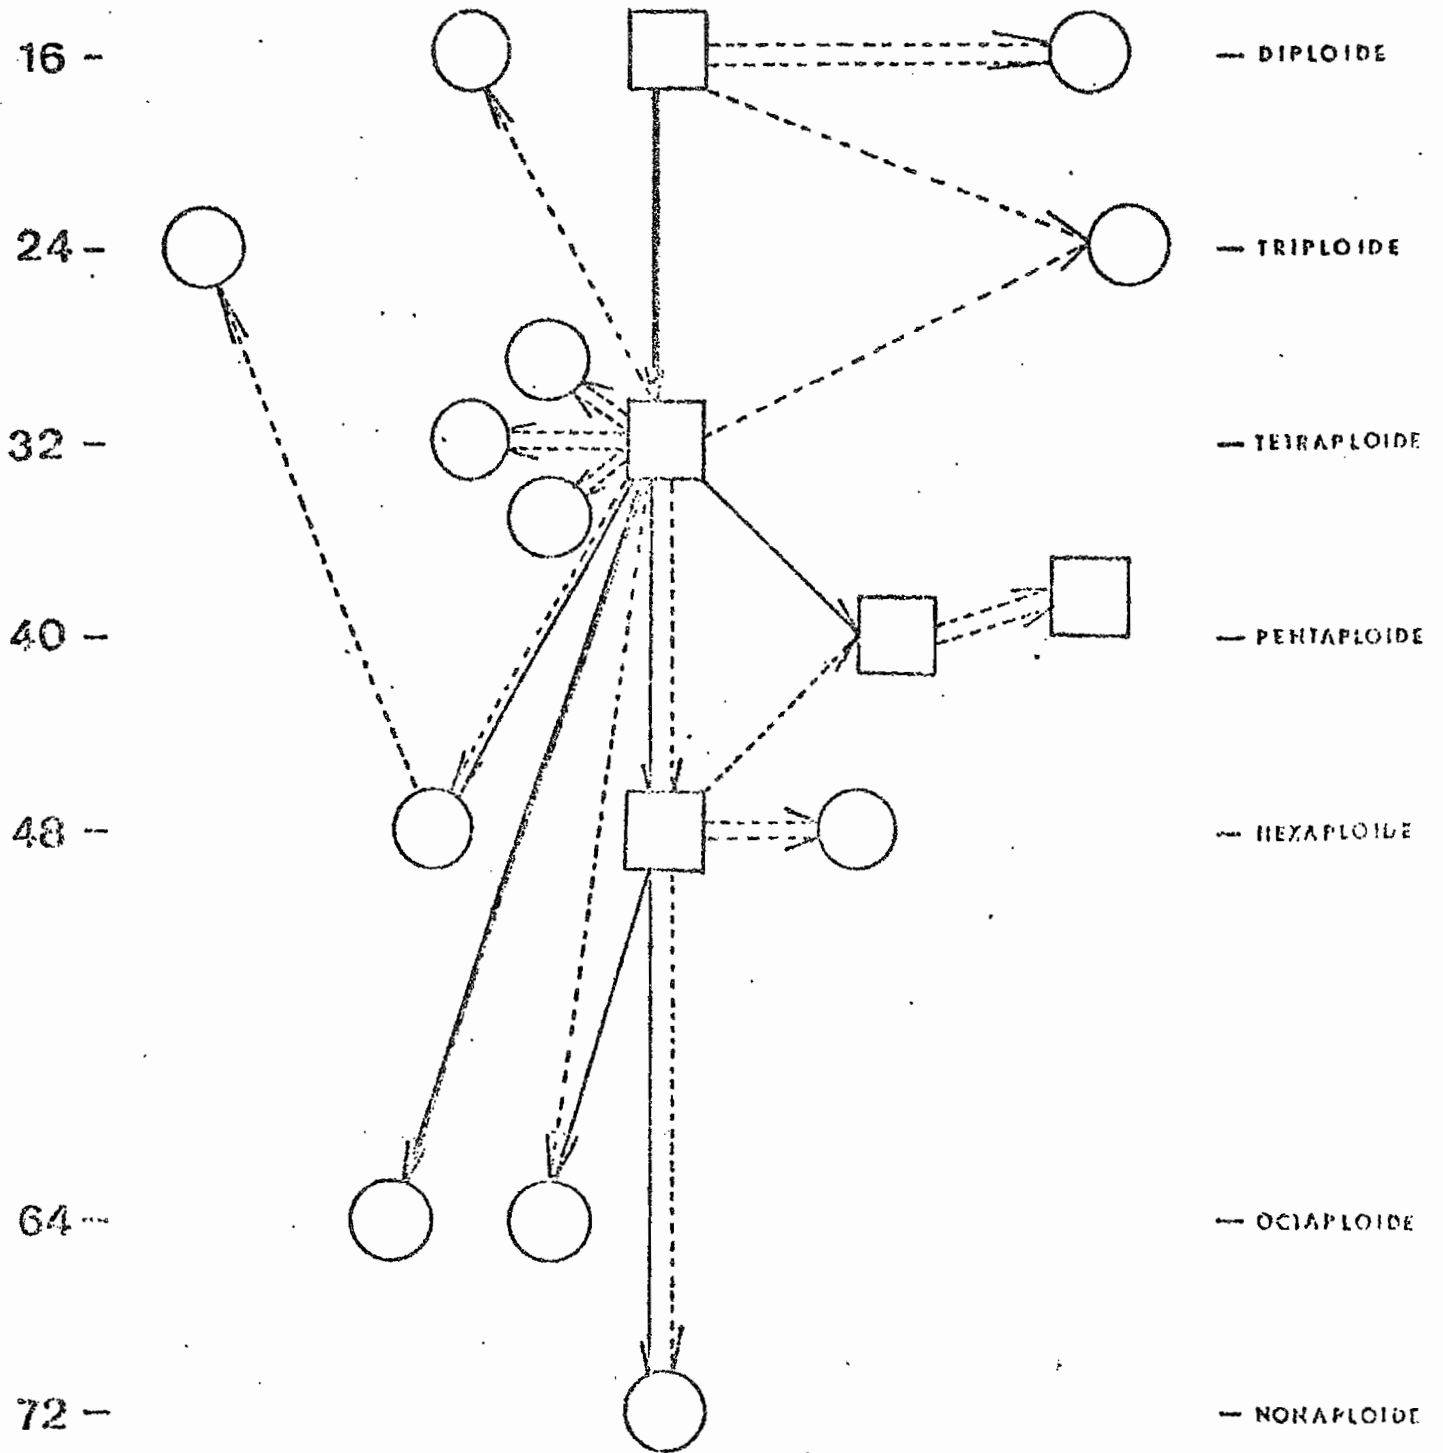 16 - — DIPLOIDE
24 - — TRIPLOIDE
32 - — TETRAPLOIDE
40 - — PENTAPLOIDE
48 - — HEXAPLOIDE
64 - — OCTAPLOIDE
72 - — NONAPLOIDE